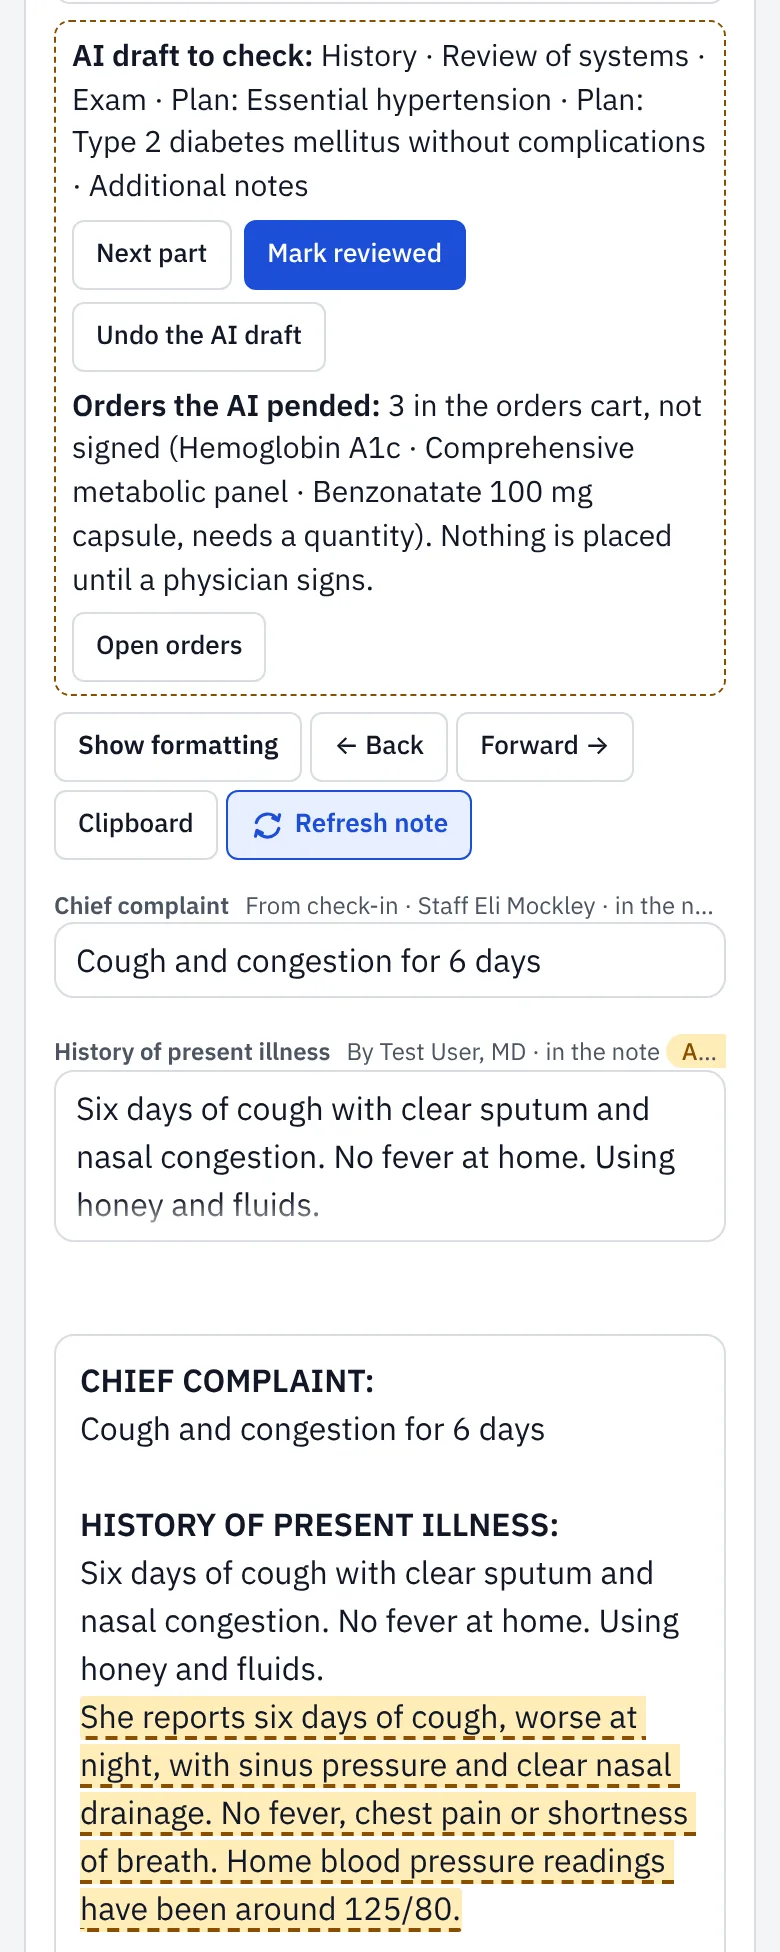 AI draft to check: History · Review of systems ·
Exam · Plan: Essential hypertension · Plan:
Type 2 diabetes mellitus without complications
· Additional notes
Next part
Mark reviewed
Undo the AI draft
Orders the AI pended: 3 in the orders cart, not
signed (Hemoglobin A1c · Comprehensive
metabolic panel · Benzonatate 100 mg
capsule, needs a quantity). Nothing is placed
until a physician signs.
Open orders
Show formatting
← Back
Forward →
Clipboard
Refresh note
Chief complaint From check-in · Staff Eli Mockley · in the n...
Cough and congestion for 6 days
History of present illness By Test User, MD · in the note A...
Six days of cough with clear sputum and
nasal congestion. No fever at home. Using
honey and fluids.
CHIEF COMPLAINT:
Cough and congestion for 6 days
HISTORY OF PRESENT ILLNESS:
Six days of cough with clear sputum and
nasal congestion. No fever at home. Using
honey and fluids.
She reports six days of cough, worse at
night, with sinus pressure and clear nasal
drainage. No fever, chest pain or shortness
of breath. Home blood pressure readings
have been around 125/80.